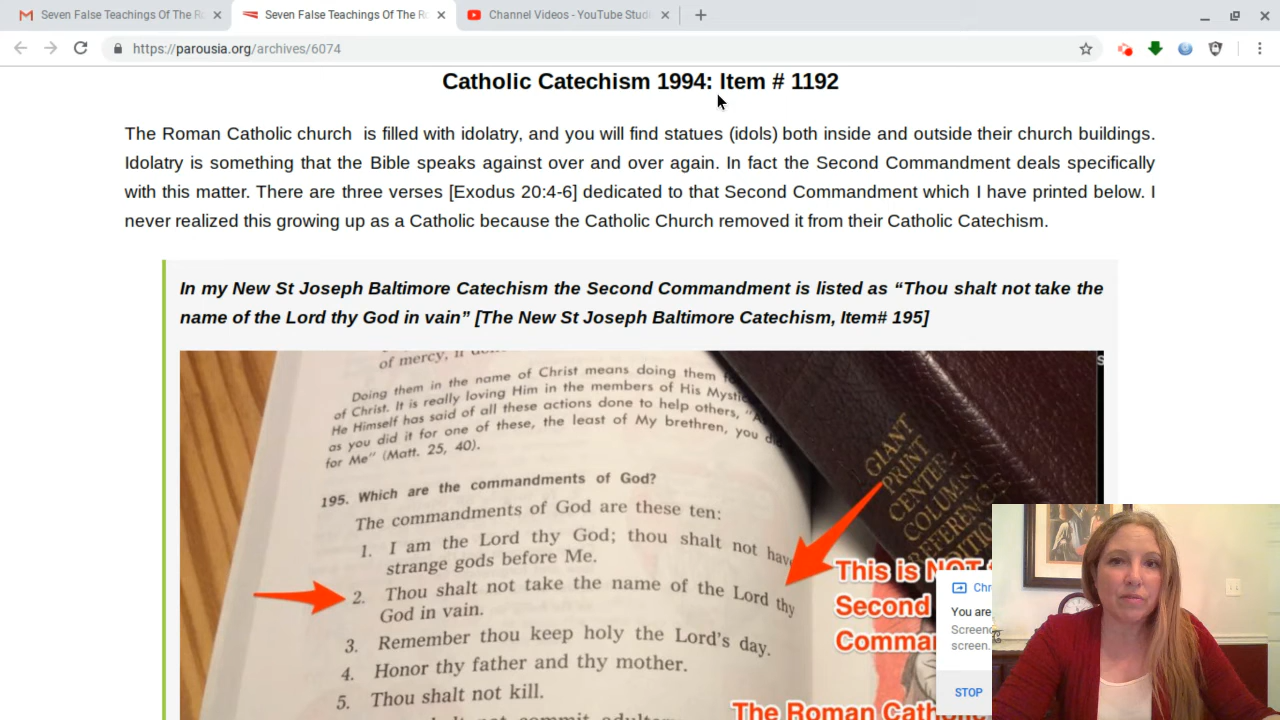 Seven False Teachings Of The R
Seven False Teachings Of The R
Channel Videos - YouTube Studi
https://parousia.org/archives/6074
Catholic Catechism 1994: Item # 1192
The Roman Catholic church is filled with idolatry, and you will find statues (idols) both inside and outside their church buildings.
Idolatry is something that the Bible speaks against over and over again. In fact the Second Commandment deals specifically
with this matter. There are three verses [Exodus 20:4-6] dedicated to that Second Commandment which I have printed below. I
never realized this growing up as a Catholic because the Catholic Church removed it from their Catholic Catechism.
In my New St Joseph Baltimore Catechism the Second Commandment is listed as “Thou shalt not take the
name of the Lord thy God in vain” [The New St Joseph Baltimore Catechism, Item# 195]
of mercy, if
Doing them in the name of Christ means doing them
of Christ. It is really loving Him in the members of His Mystic
He Himself has said of all these actions done to help others,
as you did it for one of these, the least of My brethren, you
for Me” (Matt. 25, 40).
195. Which are the commandments of God?
The commandments of God are these ten:
1. I am the Lord thy God; thou shalt not have
strange gods before Me.
2. Thou shalt not take the name of the Lord thy
God in vain.
3. Remember thou keep holy the Lord’s day.
4. Honor thy father and thy mother.
5. Thou shalt not kill.
GIANT
PRINT
CENTER-
COLUMN
REFERENCE
This is NOT
Second
Comma
The Roman Cath
Chr
You are
Screen
screen.
STOP